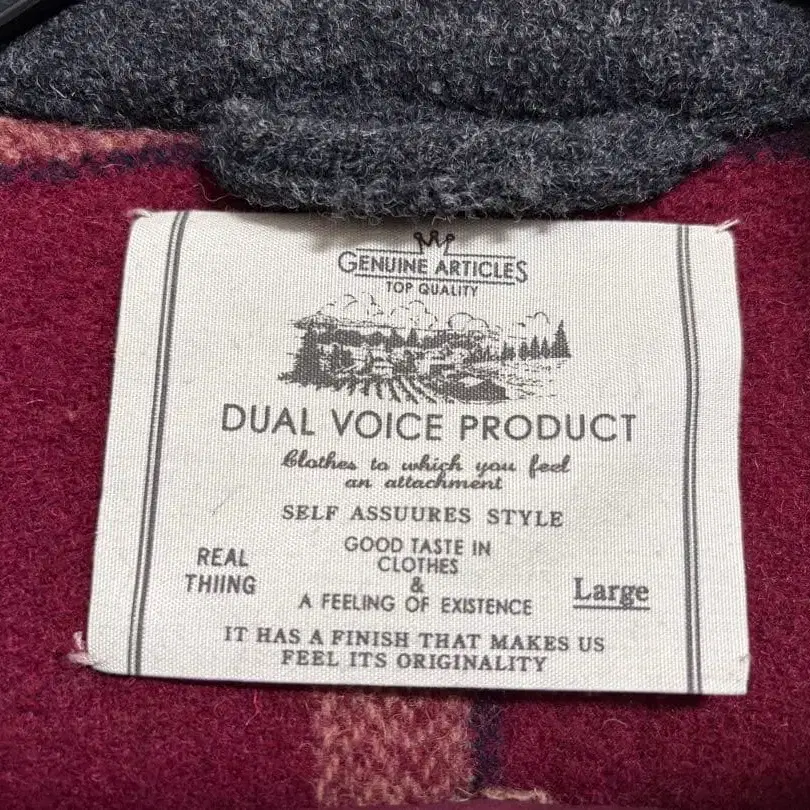 GENUINE ARTICLES
TOP QUALITY
DUAL VOICE PRODUCT
Clothes to which you feel
an attachment
SELF ASSUURES STYLE
REAL
THIING
GOOD TASTE IN
CLOTHES
&
A FEELING OF EXISTENCE
Large
IT HAS A FINISH THAT MAKES US
FEEL ITS ORIGINALITY